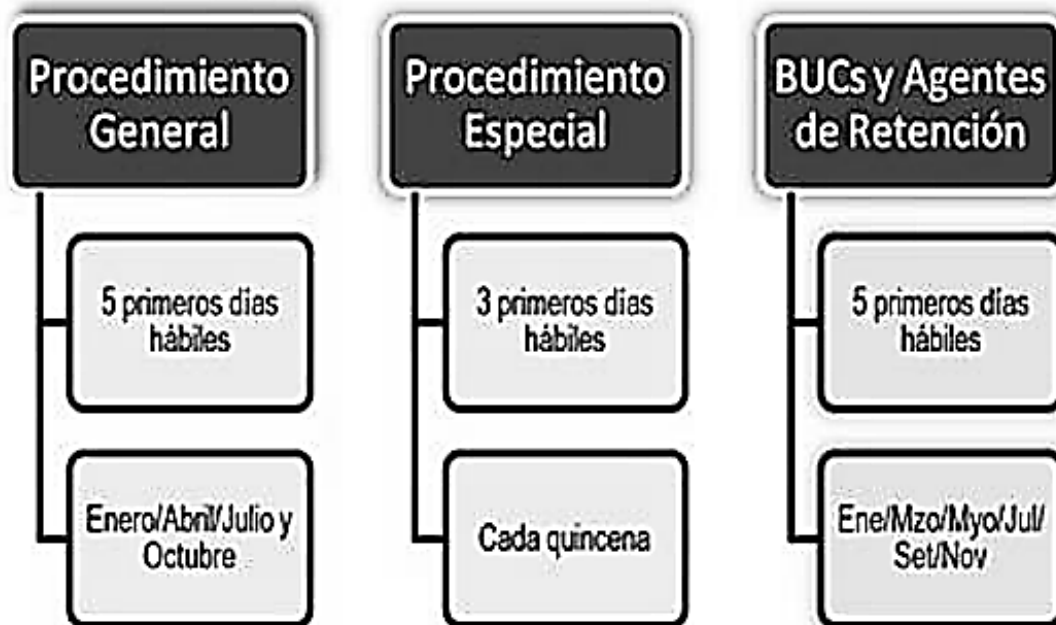 Procedimiento
General
5 primeros días
hábiles
Enero/Abril/Julio y
Octubre
Procedimiento
Especial
3 primeros días
hábiles
Cada quincena
BUCs y Agentes
de Retención
5 primeros días
hábiles
Ene/Mzo/Myo/Jul/
Set/Nov